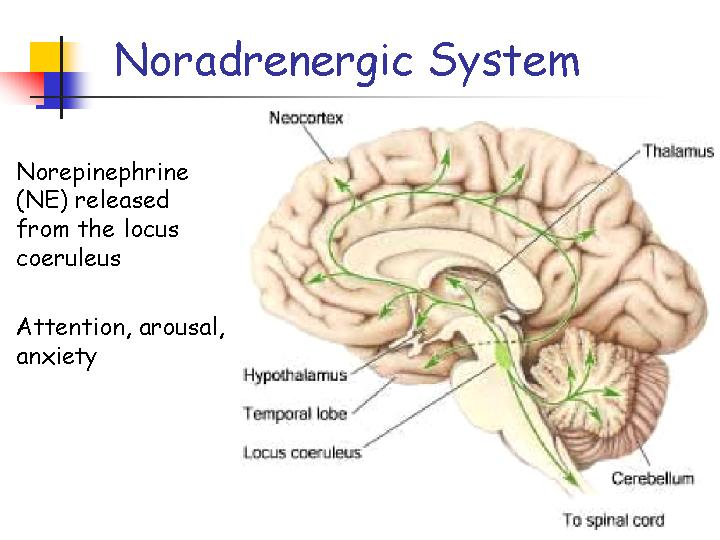 Noradrenergic System
Norepinephrine
(NE) released
from the locus
coeruleus
Attention, arousal,
anxiety
Neocortex
Thalamus
Hypothalamus
Temporal lobe
Locus coeruleus
Cerebellum
To spinal cord